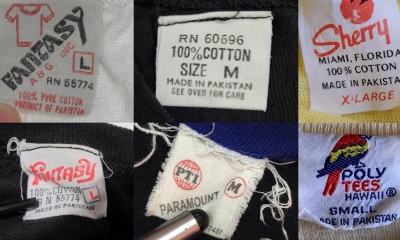 L
FANTASY
A.B.G. INC
RN 55774
100% PURE COTTON
PRODUCT OF PAKISTAN
RN 60696
100% COTTON
SIZE M
MADE IN PAKISTAN
SEE OVER FOR CARE
Sherry
MIAMI, FLORIDA
100% COTTON
MADE IN PAKISTAN
X-LARGE
FANTASY
100% COTTON
RN 55774
L
MADE IN PAKISTAN
PTI
M
PARAMOUNT
POLY
TEES
HAWAII®
SMALL
MADE IN PAKISTAN